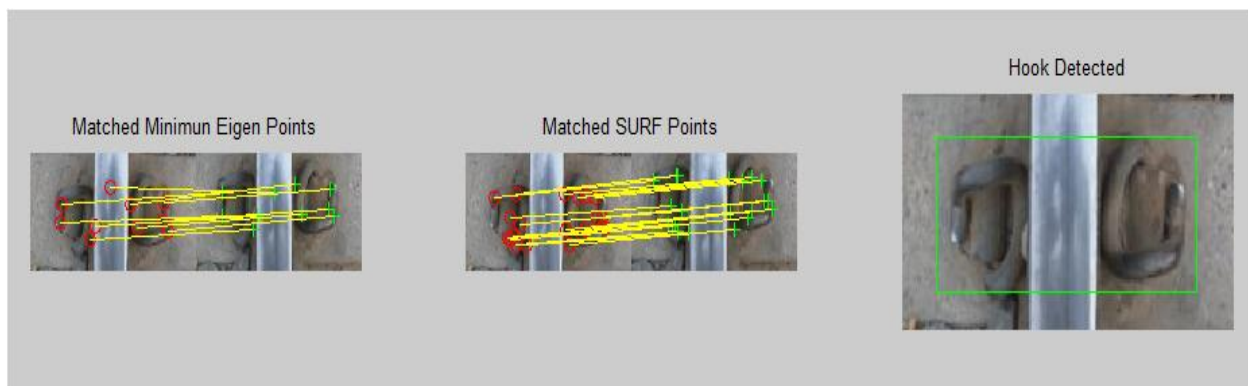 Matched Minimun Eigen Points
Matched SURF Points
Hook Detected